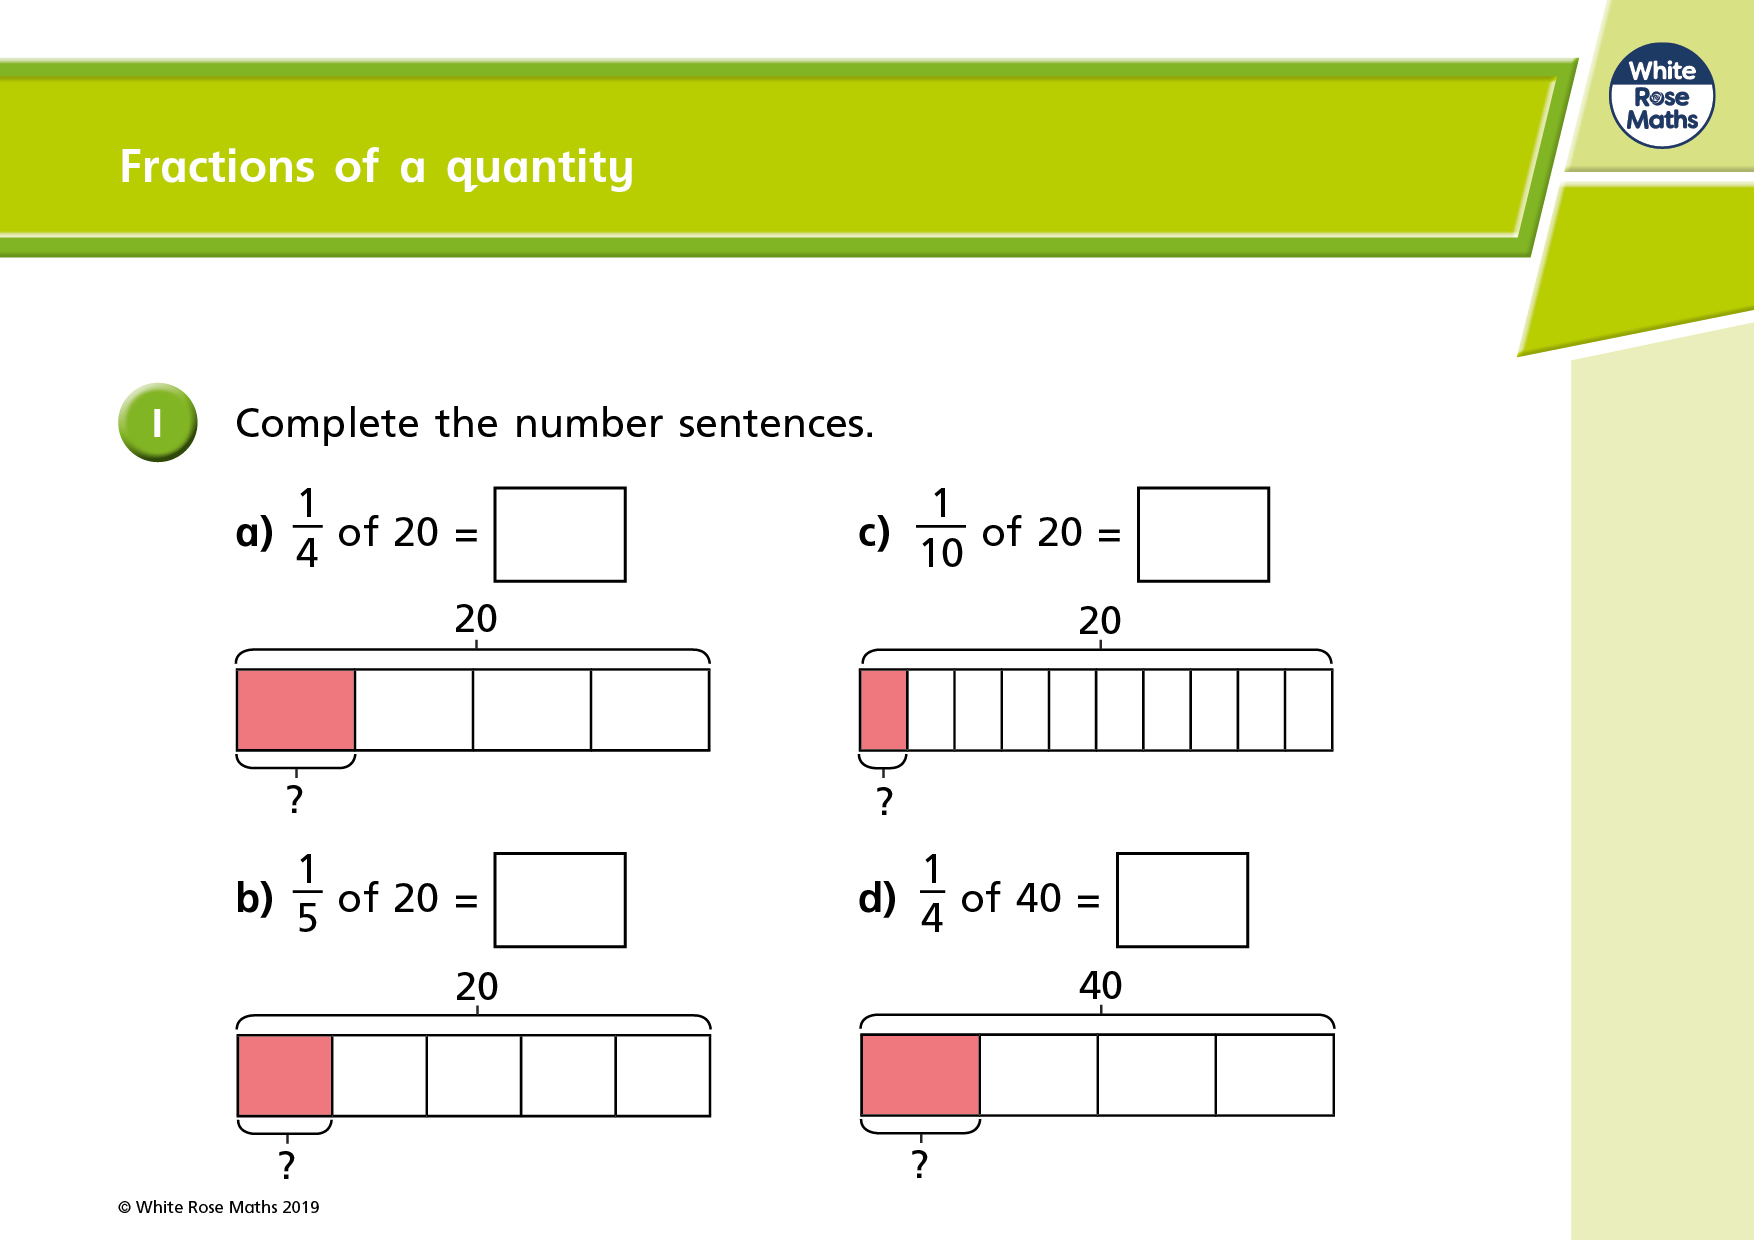 White
Rose
Maths
Fractions of a quantity
1 Complete the number sentences.
a) 1/4 of 20 =
20
?
b) 1/5 of 20 =
20
?
c) 1/10 of 20 =
20
?
d) 1/4 of 40 =
40
?
© White Rose Maths 2019